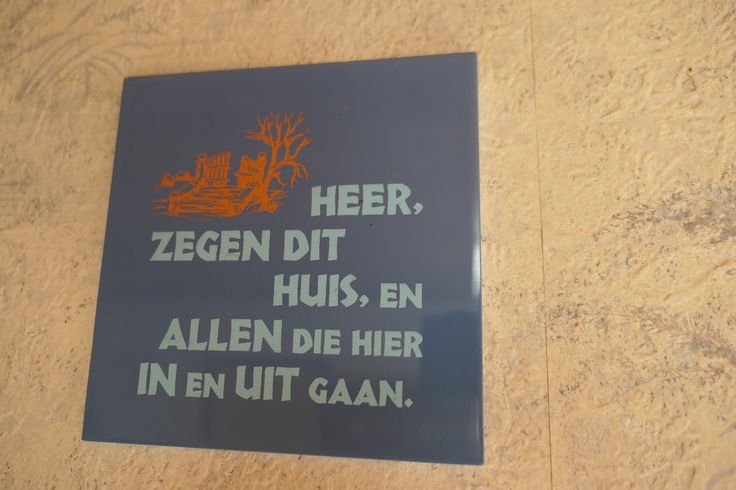 HEER,
ZEGEN DIT
HUIS, EN
ALLEN DIE HIER
IN EN UIT GAAN.